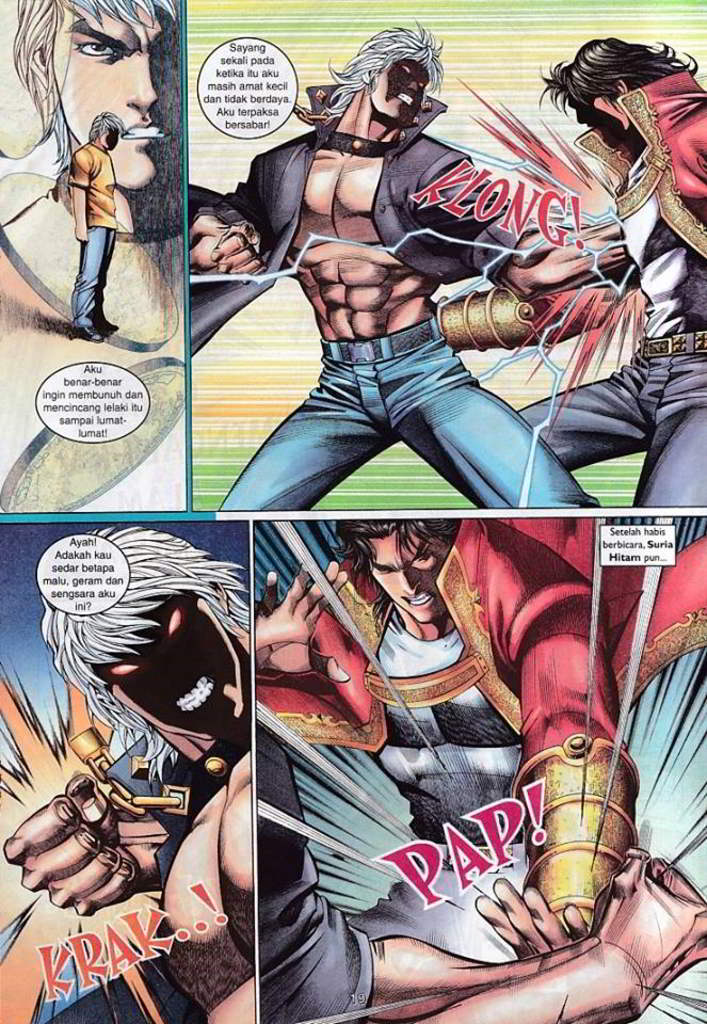 Sayang
sekali pada
ketika itu aku
masih amat kecil
dan tidak berdaya.
Aku terpaksa
bersabar!
KLONG!
Aku
benar-benar
ingin membunuh dan
mencincang lelaki itu
sampai lumat-
lumat!
Ayah!
Adakah kau
sedar betapa
malu, geram dan
sengsara aku
ini?
KRAK..!
Setelah habis
berbicara, Suria
Hitam pun...
PAP!
19